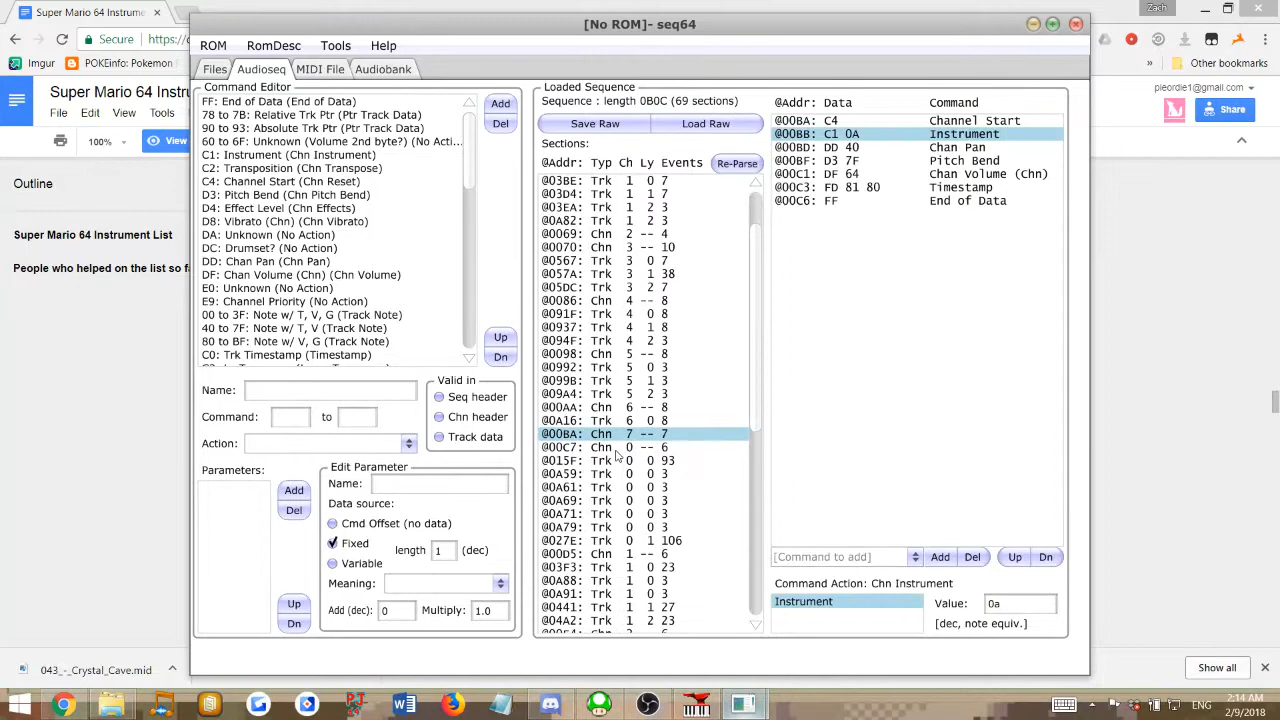 Super Mario 64 Instrument List
[No ROM]- seq64
Zach
Secure
https://
ROM RomDesc Tools Help
Imgur
POKEinfo: Pokemon
Other bookmarks
Files Audioseq MIDI File Audiobank
Super Mario 64 Ins
File Edit View Tools
pieordie1@gmail.com
Share
100%
Viewing
Outline
Super Mario 64 Instrument List
People who helped on the list so fa
Command Editor
FF: End of Data (End of Data)
78 to 7B: Relative Trk Ptr (Ptr Track Data)
90 to 93: Absolute Trk Ptr (Ptr Track Data)
60 to 6F: Unknown (Volume 2nd byte?) (No Acti...
C1: Instrument (Chn Instrument)
C2: Transposition (Chn Transpose)
C4: Channel Start (Chn Reset)
D3: Pitch Bend (Chn Pitch Bend)
D4: Effect Level (Chn Effects)
D8: Vibrato (Chn) (Chn Vibrato)
DA: Unknown (No Action)
DC: Drumset? (No Action)
DD: Chan Pan (Chn Pan)
DF: Chan Volume (Chn) (Chn Volume)
E0: Unknown (No Action)
E9: Channel Priority (No Action)
00 to 3F: Note w/ T, V, G (Track Note)
40 to 7F: Note w/ T, V (Track Note)
80 to BF: Note w/ V, G (Track Note)
C0: Trk Timestamp (Timestamp)
Add
Del
Up
Dn
Name:
Command: to
Action:
Valid in
Seq header
Chn header
Track data
Parameters:
Add
Del
Up
Dn
Edit Parameter
Name:
Data source:
Cmd Offset (no data)
Fixed length 1 (dec)
Variable
Meaning:
Add (dec): 0 Multiply: 1.0
Loaded Sequence
Sequence : length 0B0C (69 sections)
Save Raw Load Raw
Sections:
@Addr: Typ Ch Ly Events Re-Parse
@03BE: Trk 1 0 7
@03D4: Trk 1 1 7
@03EA: Trk 1 2 3
@0A82: Trk 1 2 3
@0069: Chn 2 -- 4
@0070: Chn 3 -- 10
@0567: Trk 3 0 7
@057A: Trk 3 1 38
@05DC: Trk 3 2 7
@0086: Chn 4 -- 8
@091F: Trk 4 0 8
@0937: Trk 4 1 8
@094F: Trk 4 2 3
@0098: Chn 5 -- 8
@0992: Trk 5 0 3
@099B: Trk 5 1 3
@09A4: Trk 5 2 3
@00AA: Chn 6 -- 8
@0A16: Trk 6 0 8
@00BA: Chn 7 -- 7
@00C7: Chn 0 -- 6
@015F: Trk 0 0 93
@0A59: Trk 0 0 3
@0A61: Trk 0 0 3
@0A69: Trk 0 0 3
@0A71: Trk 0 0 3
@0A79: Trk 0 0 3
@027E: Trk 0 1 106
@00D5: Chn 1 -- 6
@03F3: Trk 1 0 23
@0A88: Trk 1 0 3
@0A91: Trk 1 0 3
@0441: Trk 1 1 27
@04A2: Trk 1 2 23
@Addr: Data Command
@00BA: C4 Channel Start
@00BB: C1 0A Instrument
@00BD: DD 40 Chan Pan
@00BF: D3 7F Pitch Bend
@00C1: DF 64 Chan Volume (Chn)
@00C3: FD 81 80 Timestamp
@00C6: FF End of Data
[Command to add] Add Del Up Dn
Command Action: Chn Instrument
Instrument
Value: 0a
[dec, note equiv.]
043_-_Crystal_Cave.mid
Show all
ENG
2:14 AM
2/9/2018